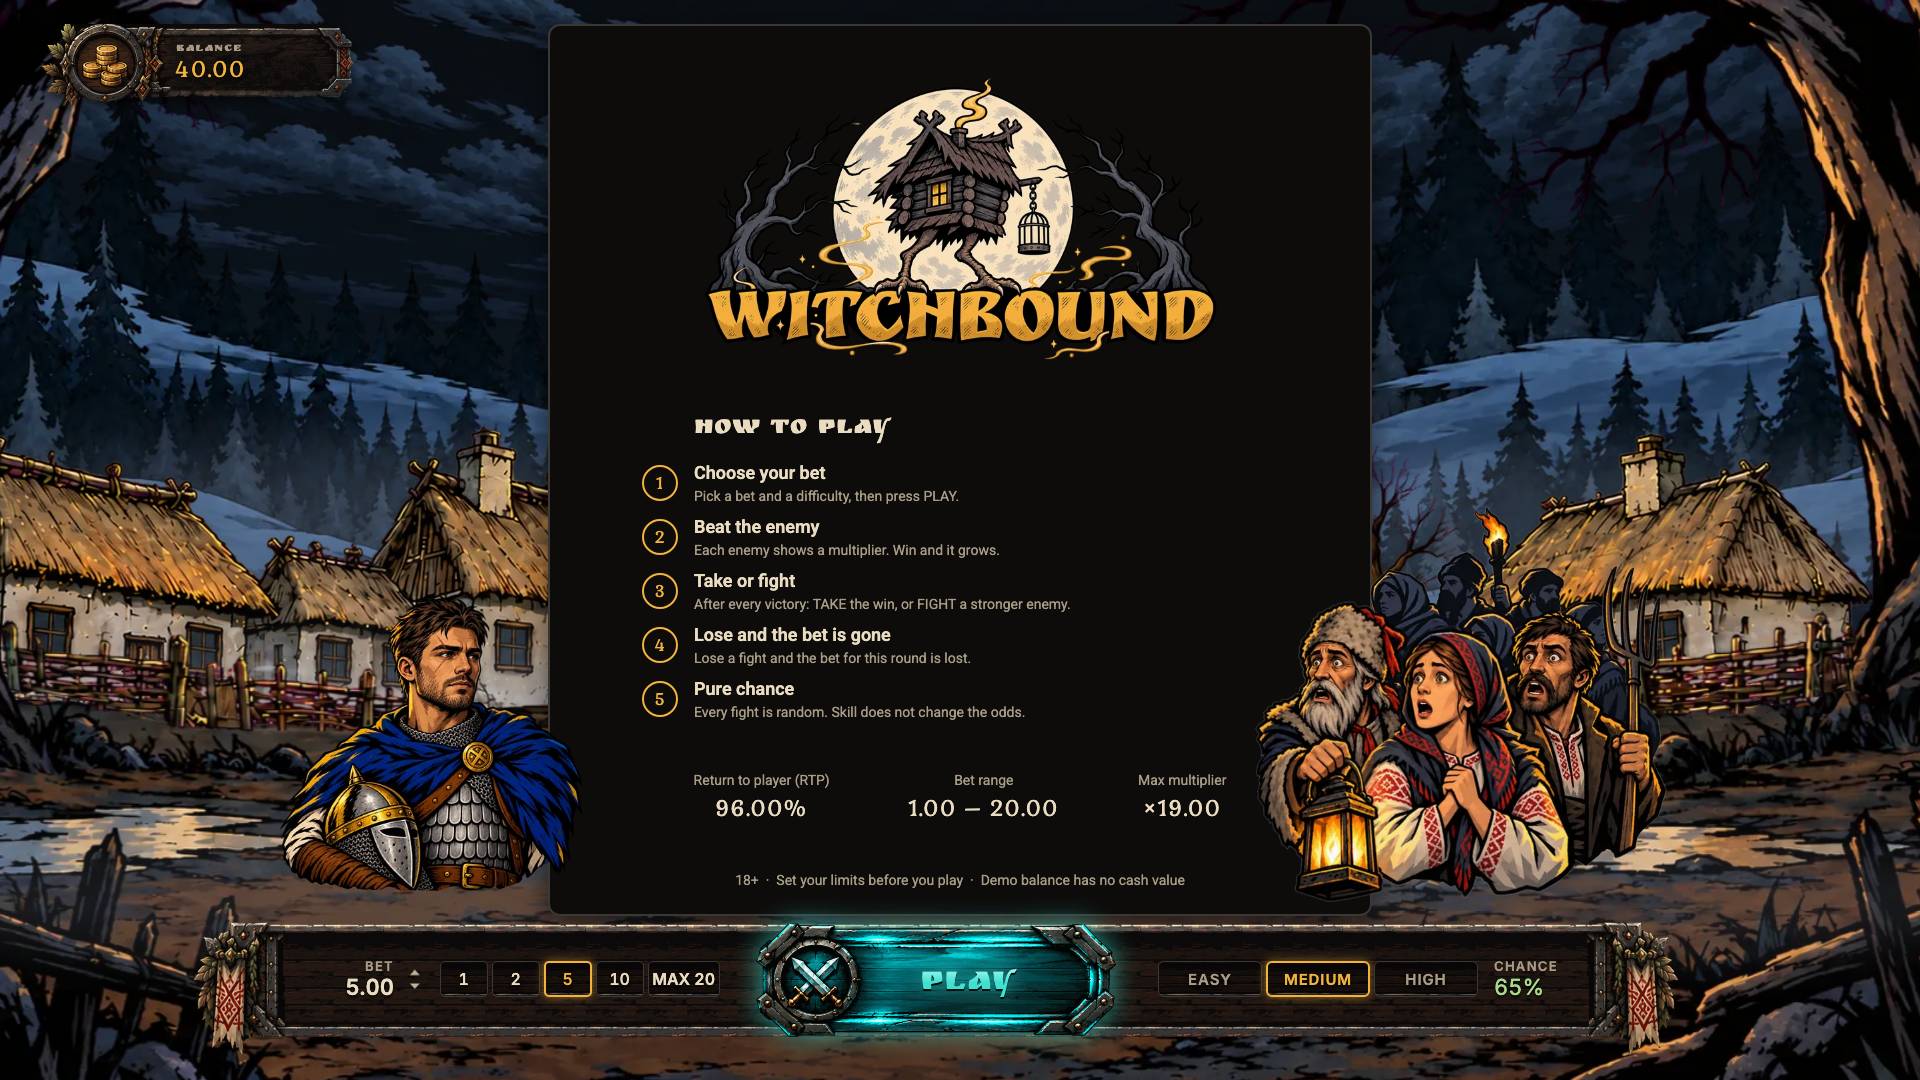 BALANCE
40.00
WITCHBOUND
HOW TO PLAY
1
Choose your bet
Pick a bet and a difficulty, then press PLAY.
2
Beat the enemy
Each enemy shows a multiplier. Win and it grows.
3
Take or fight
After every victory: TAKE the win, or FIGHT a stronger enemy.
4
Lose and the bet is gone
Lose a fight and the bet for this round is lost.
5
Pure chance
Every fight is random. Skill does not change the odds.
Return to player (RTP) Bet range Max multiplier
96.00% 1.00 – 20.00 ×19.00
18+ · Set your limits before you play · Demo balance has no cash value
BET
5.00
1 2 5 10 MAX 20
PLAY
EASY MEDIUM HIGH
CHANCE
65%